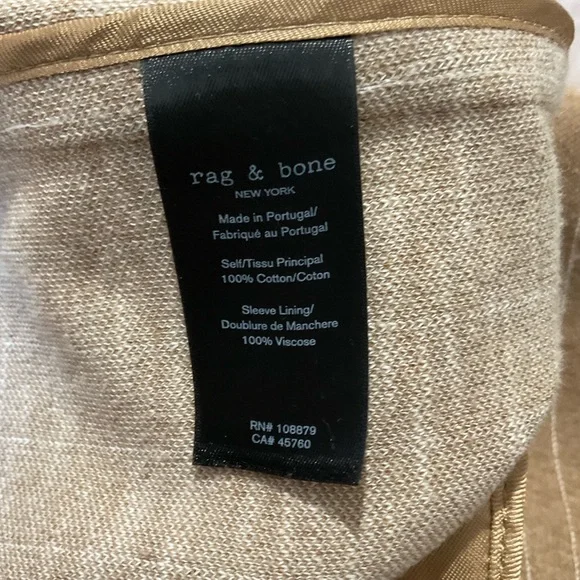 rag & bone
NEW YORK
Made in Portugal/
Fabriqué au Portugal
Self/Tissu Principal
100% Cotton/Coton
Sleeve Lining/
Doublure de Manchere
100% Viscose
RN# 108879
CA# 45760